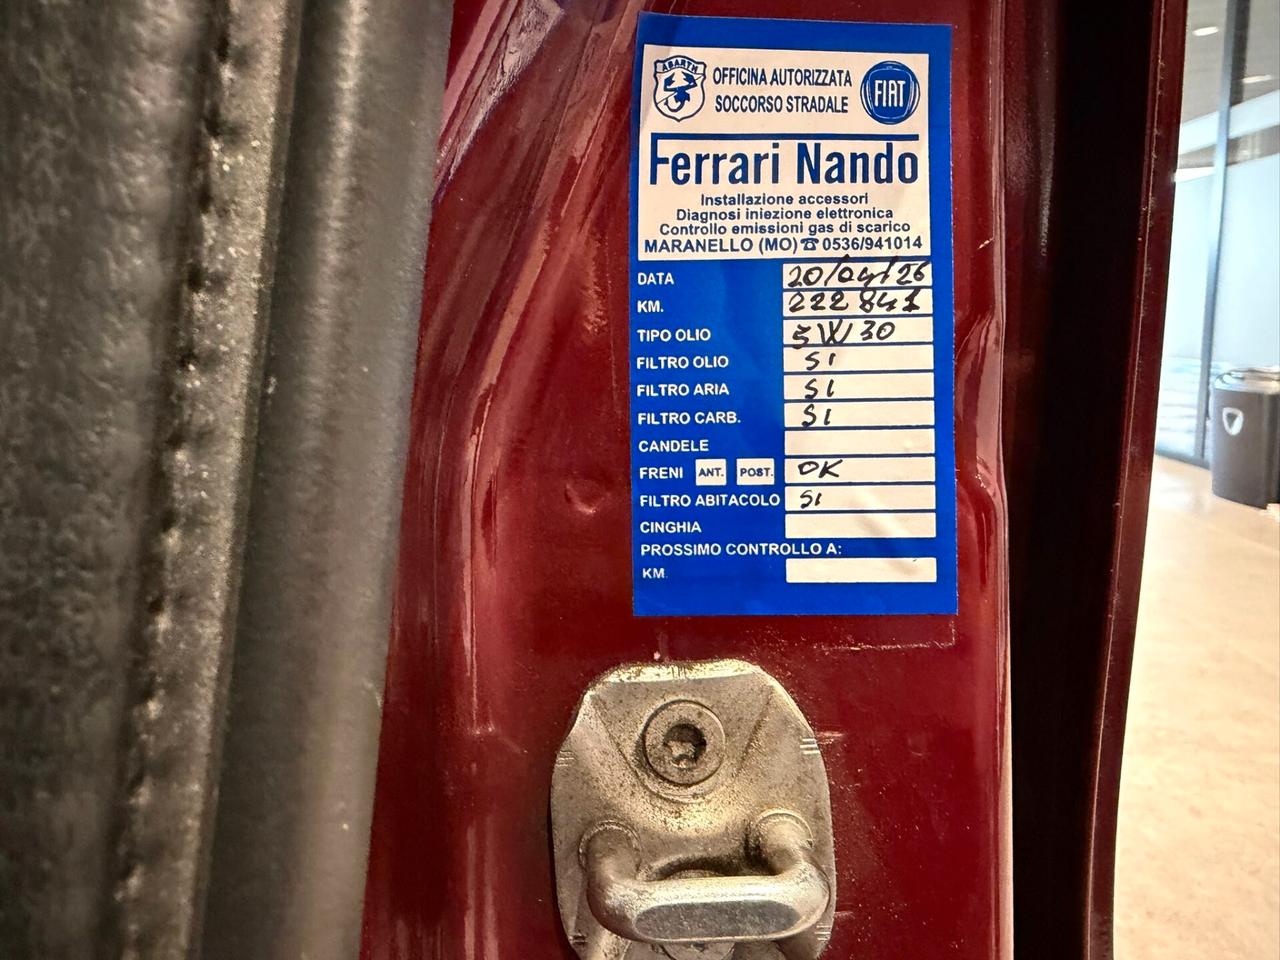 ABARTH
OFFICINA AUTORIZZATA
SOCCORSO STRADALE
FIAT
Ferrari Nando
Installazione accessori
Diagnosi iniezione elettronica
Controllo emissioni gas di scarico
MARANELLO (MO) ☎ 0536/941014
DATA 20/04/26
KM. 222841
TIPO OLIO 5W30
FILTRO OLIO SI
FILTRO ARIA SI
FILTRO CARB. SI
CANDELE
FRENI ANT. POST. OK
FILTRO ABITACOLO SI
CINGHIA
PROSSIMO CONTROLLO A:
KM.